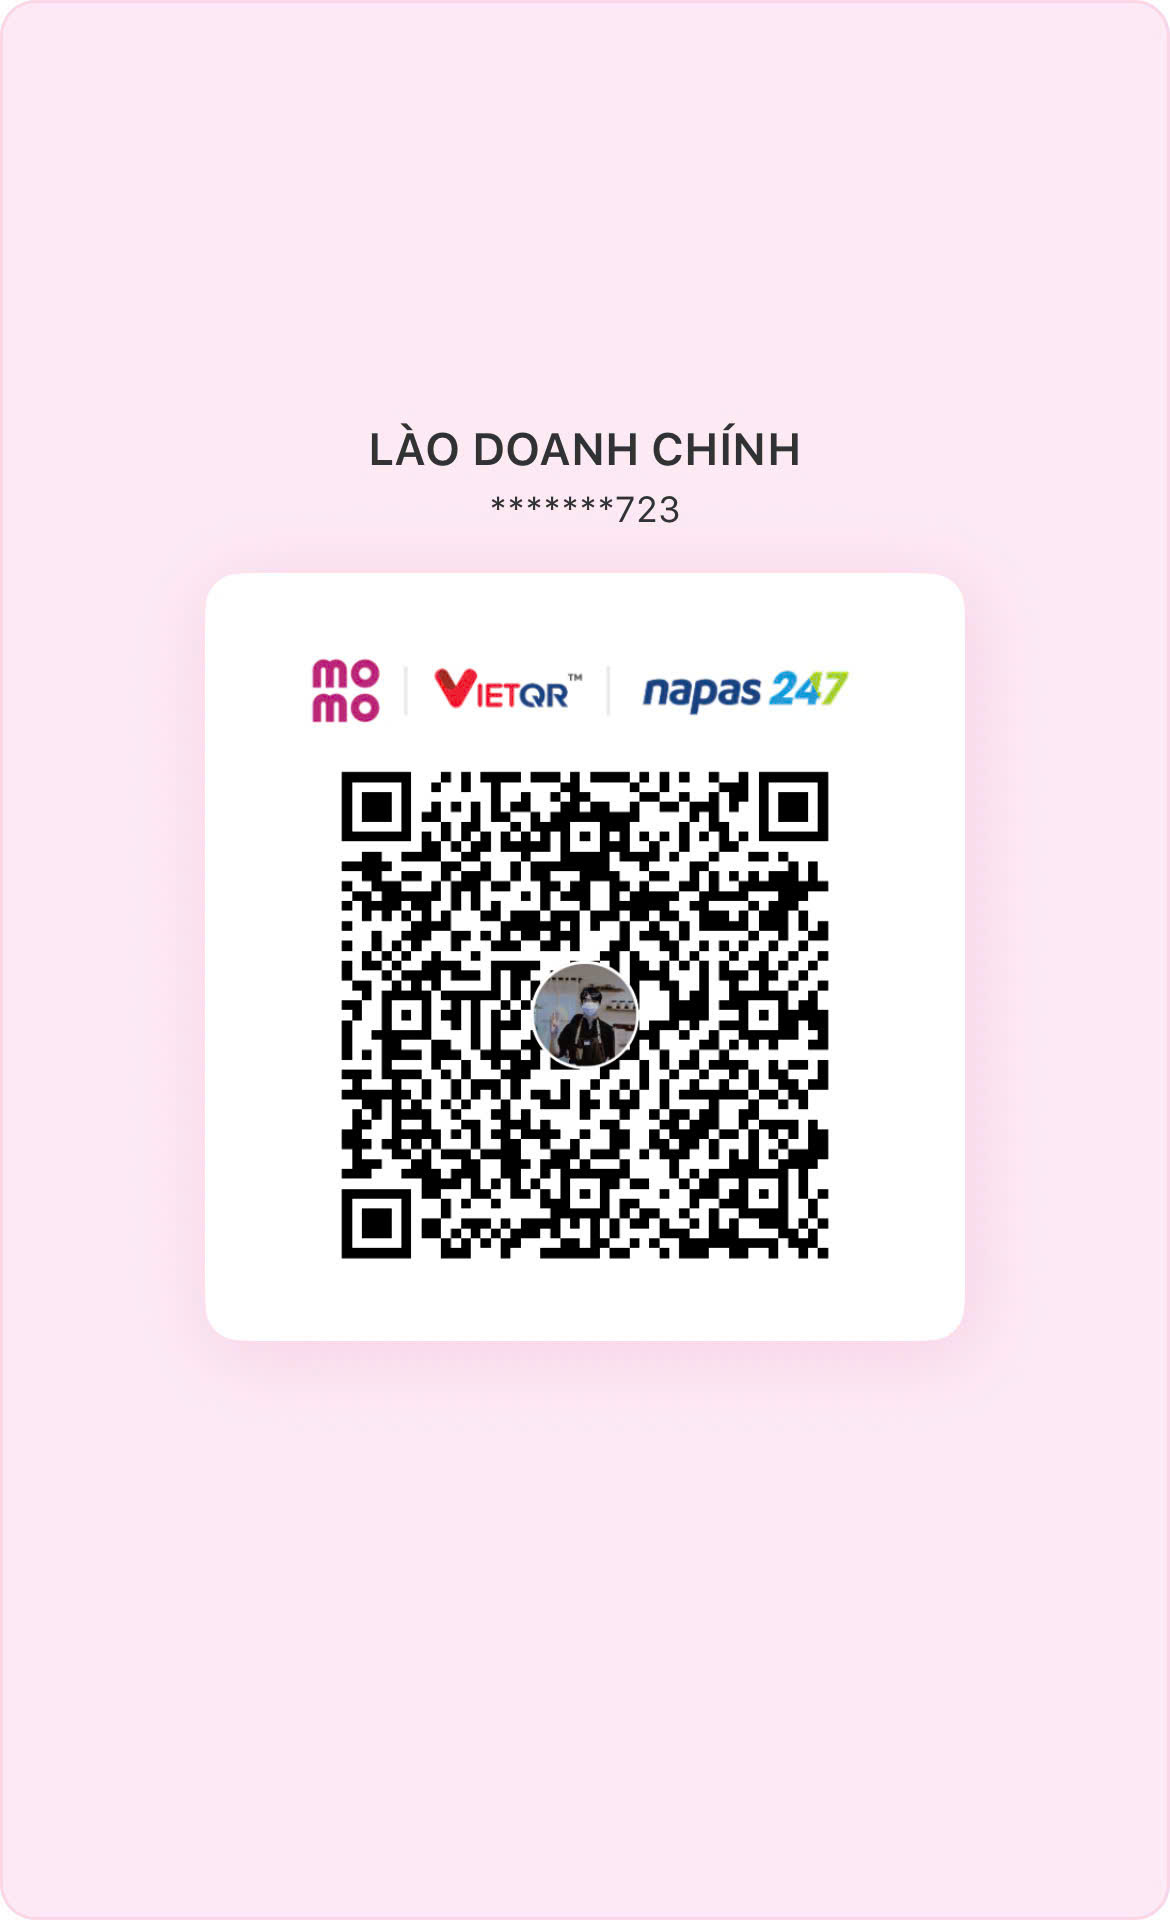 LÀO DOANH CHÍNH
*******723
mo
mo
VIETQR™
napas 247